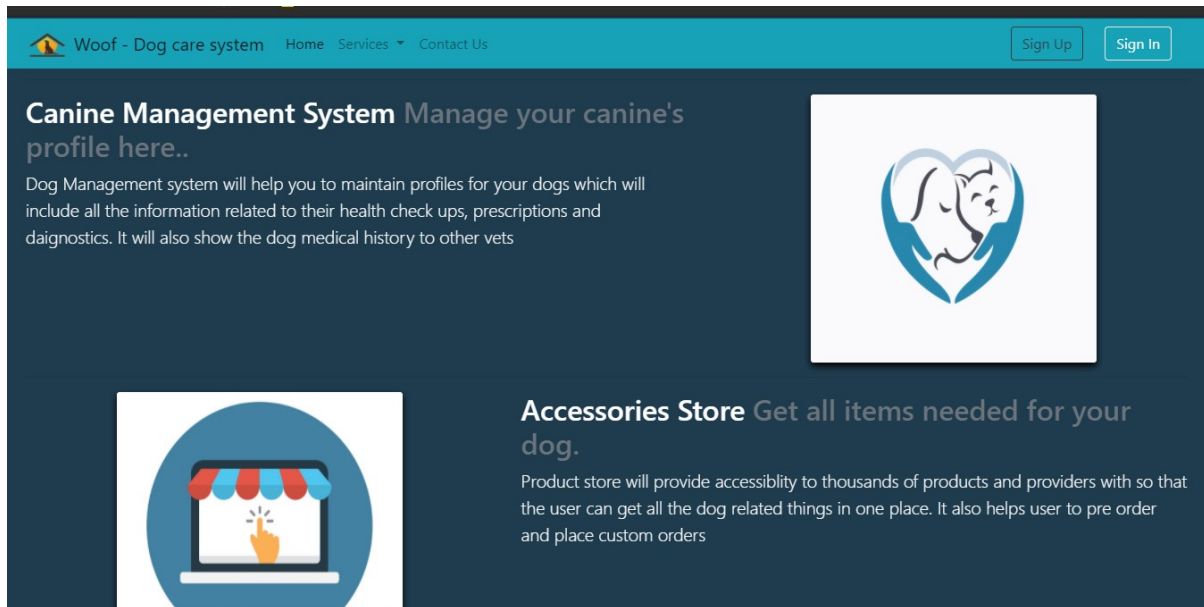 Woof - Dog care system Home Services Contact Us Sign Up Sign In
Canine Management System Manage your canine's
profile here..
Dog Management system will help you to maintain profiles for your dogs which will
include all the information related to their health check ups, prescriptions and
daignostics. It will also show the dog medical history to other vets
Accessories Store Get all items needed for your
dog.
Product store will provide accessiblity to thousands of products and providers with so that
the user can get all the dog related things in one place. It also helps user to pre order
and place custom orders